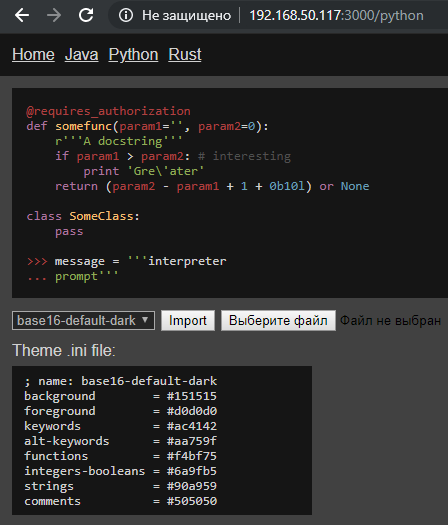 Не защищено 192.168.50.117:3000/python
Home Java Python Rust
@requires_authorization
def somefunc(param1='', param2=0):
    r'''A docstring'''
    if param1 > param2: # interesting
        print 'Gre\'ater'
    return (param2 - param1 + 1 + 0b10l) or None
class SomeClass:
    pass
>>> message = '''interpreter
... prompt'''
base16-default-dark Import Выберите файл Файл не выбран
Theme .ini file:
; name: base16-default-dark
background        = #151515
foreground        = #d0d0d0
keywords          = #ac4142
alt-keywords      = #aa759f
functions         = #f4bf75
integers-booleans = #6a9fb5
strings           = #90a959
comments          = #505050